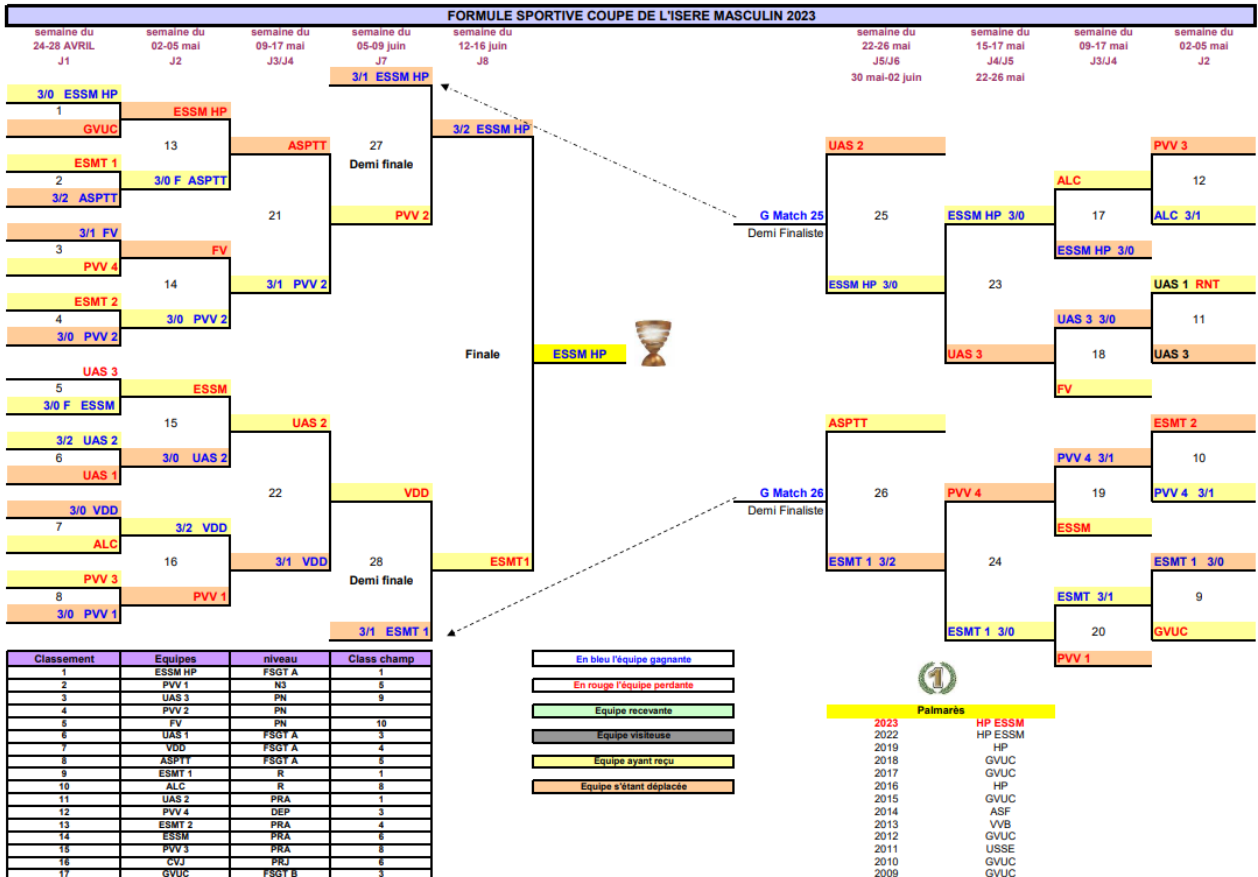 FORMULE SPORTIVE COUPE DE L'ISERE MASCULIN 2023
semaine du semaine du semaine du semaine du semaine du semaine du semaine du semaine du semaine du
24-28 AVRIL 02-05 mai 09-17 mai 05-09 juin 12-16 juin 22-26 mai 15-17 mai 09-17 mai 02-05 mai
J1 J2 J3/J4 J7 J8 J5/J6 J4/J5 J3/J4 J2
30 mai-02 juin 22-26 mai
3/1 ESSM HP
3/0 ESSM HP
1 ESSM HP
GVUC 3/2 ESSM HP
13 ASPTT 27 UAS 2 PVV 3
ESMT 1 Demi finale
2 3/0 F ASPTT ALC 12
3/2 ASPTT
21 PVV 2 G Match 25 25 ESSM HP 3/0 17 ALC 3/1
3/1 FV Demi Finaliste
3 FV ESSM HP 3/0
PVV 4
14 3/1 PVV 2 ESSM HP 3/0 23 UAS 1 RNT
ESMT 2
4 3/0 PVV 2 UAS 3 3/0 11
3/0 PVV 2
Finale ESSM HP UAS 3 18 UAS 3
UAS 3
5 ESSM FV
3/0 F ESSM
15 UAS 2 ASPTT ESMT 2
3/2 UAS 2
6 3/0 UAS 2 PVV 4 3/1 10
UAS 1
22 VDD G Match 26 26 PVV 4 19 PVV 4 3/1
3/0 VDD Demi Finaliste
7 3/2 VDD ESSM
ALC
16 3/1 VDD 28 ESMT1 ESMT 1 3/2 24 ESMT 1 3/0
PVV 3 Demi finale
8 PVV 1 ESMT 3/1 9
3/0 PVV 1
3/1 ESMT 1 ESMT 1 3/0 20 GVUC
PVV 1
Classement Equipes niveau Class champ
1 ESSM HP FSGT A 1
2 PVV 1 N3 5
3 UAS 3 PN 9
4 PVV 2 PN
5 FV PN 10
6 UAS 1 FSGT A 3
7 VDD FSGT A 4
8 ASPTT FSGT A 5
9 ESMT 1 R 1
10 ALC R 8
11 UAS 2 PRA 1
12 PVV 4 DEP 3
13 ESMT 2 PRA 4
14 ESSM PRA 6
15 PVV 3 PRA 8
16 CVJ PRJ 6
17 GVUC FSGT B 3
En bleu l'équipe gagnante
En rouge l'équipe perdante
Equipe recevante
Equipe visiteuse
Equipe ayant reçu
Equipe s'étant déplacée
1
Palmarès
2023 HP ESSM
2022 HP ESSM
2019 HP
2018 GVUC
2017 GVUC
2016 HP
2015 GVUC
2014 ASF
2013 VVB
2012 GVUC
2011 USSE
2010 GVUC
2009 GVUC